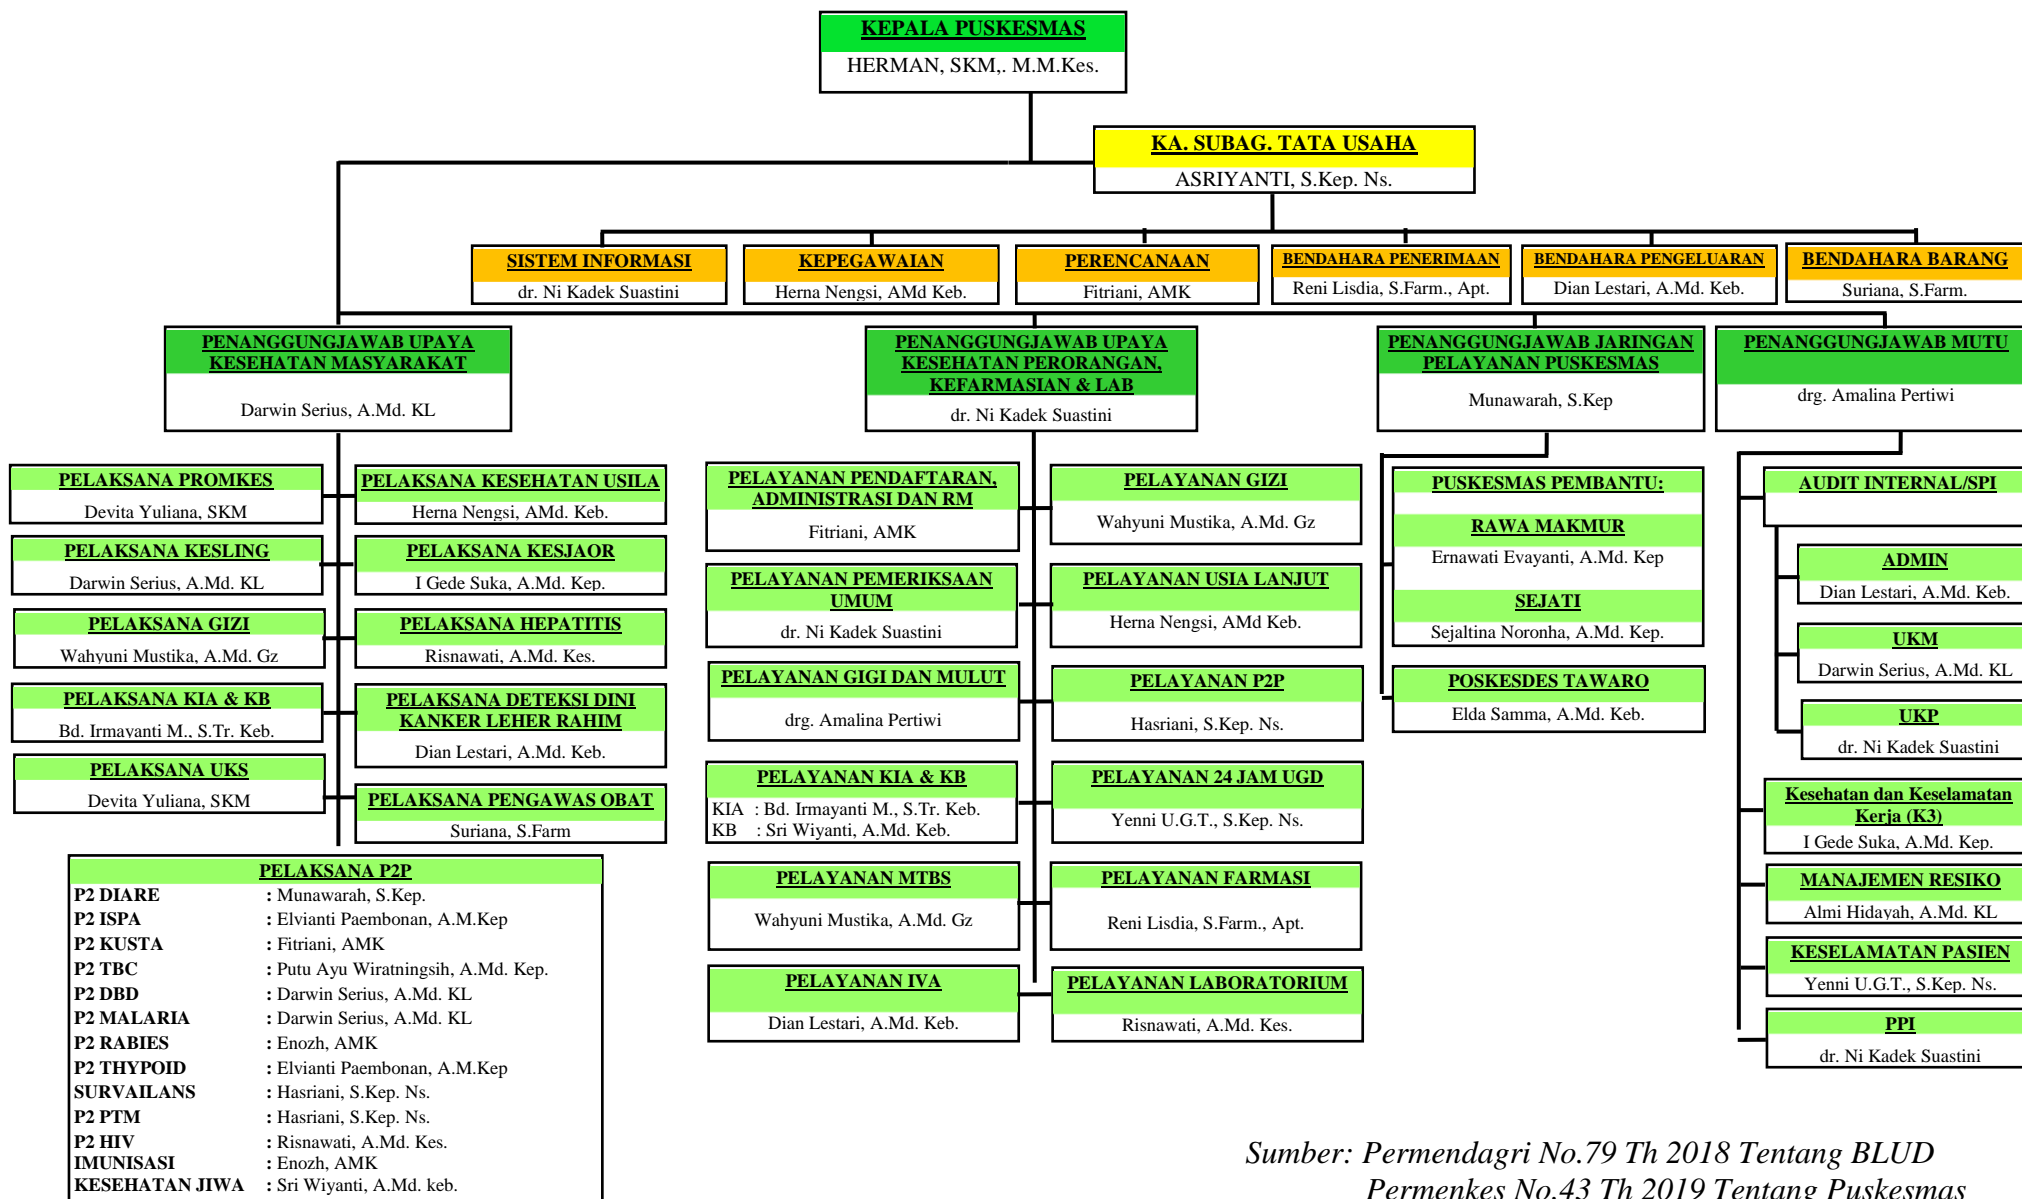 KEPALA PUSKESMAS
HERMAN, SKM,. M.M.Kes.
KA. SUBAG. TATA USAHA
ASRIYANTI, S.Kep. Ns.
SISTEM INFORMASI
dr. Ni Kadek Suastini
KEPEGAWAIAN
Herna Nengsi, AMd Keb.
PERENCANAAN
Fitriani, AMK
BENDAHARA PENERIMAAN
Reni Lisdia, S.Farm., Apt.
BENDAHARA PENGELUARAN
Dian Lestari, A.Md. Keb.
BENDAHARA BARANG
Suriana, S.Farm.
PENANGGUNGJAWAB UPAYA
KESEHATAN MASYARAKAT
Darwin Serius, A.Md. KL
PENANGGUNGJAWAB UPAYA
KESEHATAN PERORANGAN,
KEFARMASIAN & LAB
dr. Ni Kadek Suastini
PENANGGUNGJAWAB JARINGAN
PELAYANAN PUSKESMAS
Munawarah, S.Kep
PENANGGUNGJAWAB MUTU
drg. Amalina Pertiwi
PELAKSANA PROMKES
Devita Yuliana, SKM
PELAKSANA KESEHATAN USILA
Herna Nengsi, AMd. Keb.
PELAKSANA KESLING
Darwin Serius, A.Md. KL
PELAKSANA KESJAOR
I Gede Suka, A.Md. Kep.
PELAKSANA GIZI
Wahyuni Mustika, A.Md. Gz
PELAKSANA HEPATITIS
Risnawati, A.Md. Kes.
PELAKSANA KIA & KB
Bd. Irmayanti M., S.Tr. Keb.
PELAKSANA DETEKSI DINI
KANKER LEHER RAHIM
Dian Lestari, A.Md. Keb.
PELAKSANA UKS
Devita Yuliana, SKM
PELAKSANA PENGAWAS OBAT
Suriana, S.Farm
PELAKSANA P2P
P2 DIARE : Munawarah, S.Kep.
P2 ISPA : Elvianti Paembonan, A.M.Kep
P2 KUSTA : Fitriani, AMK
P2 TBC : Putu Ayu Wiratningsih, A.Md. Kep.
P2 DBD : Darwin Serius, A.Md. KL
P2 MALARIA : Darwin Serius, A.Md. KL
P2 RABIES : Enozh, AMK
P2 THYPOID : Elvianti Paembonan, A.M.Kep
SURVAILANS : Hasriani, S.Kep. Ns.
P2 PTM : Hasriani, S.Kep. Ns.
P2 HIV : Risnawati, A.Md. Kes.
IMUNISASI : Enozh, AMK
KESEHATAN JIWA : Sri Wiyanti, A.Md. keb.
PELAYANAN PENDAFTARAN,
ADMINISTRASI DAN RM
Fitriani, AMK
PELAYANAN GIZI
Wahyuni Mustika, A.Md. Gz
PELAYANAN PEMERIKSAAN
UMUM
dr. Ni Kadek Suastini
PELAYANAN USIA LANJUT
Herna Nengsi, AMd Keb.
PELAYANAN GIGI DAN MULUT
drg. Amalina Pertiwi
PELAYANAN P2P
Hasriani, S.Kep. Ns.
PELAYANAN KIA & KB
KIA : Bd. Irmayanti M., S.Tr. Keb.
KB : Sri Wiyanti, A.Md. Keb.
PELAYANAN 24 JAM UGD
Yenni U.G.T., S.Kep. Ns.
PELAYANAN MTBS
Wahyuni Mustika, A.Md. Gz
PELAYANAN FARMASI
Reni Lisdia, S.Farm., Apt.
PELAYANAN IVA
Dian Lestari, A.Md. Keb.
PELAYANAN LABORATORIUM
Risnawati, A.Md. Kes.
PUSKESMAS PEMBANTU:
RAWA MAKMUR
Ernawati Evayanti, A.Md. Kep
SEJATI
Sejaltina Noronha, A.Md. Kep.
POSKESDES TAWARO
Elda Samma, A.Md. Keb.
AUDIT INTERNAL/SPI
ADMIN
Dian Lestari, A.Md. Keb.
UKM
Darwin Serius, A.Md. KL
UKP
dr. Ni Kadek Suastini
Kesehatan dan Keselamatan
Kerja (K3)
I Gede Suka, A.Md. Kep.
MANAJEMEN RESIKO
Almi Hidayah, A.Md. KL
KESELAMATAN PASIEN
Yenni U.G.T., S.Kep. Ns.
PPI
dr. Ni Kadek Suastini
Sumber: Permendagri No.79 Th 2018 Tentang BLUD
Permenkes No.43 Th 2019 Tentang Puskesmas